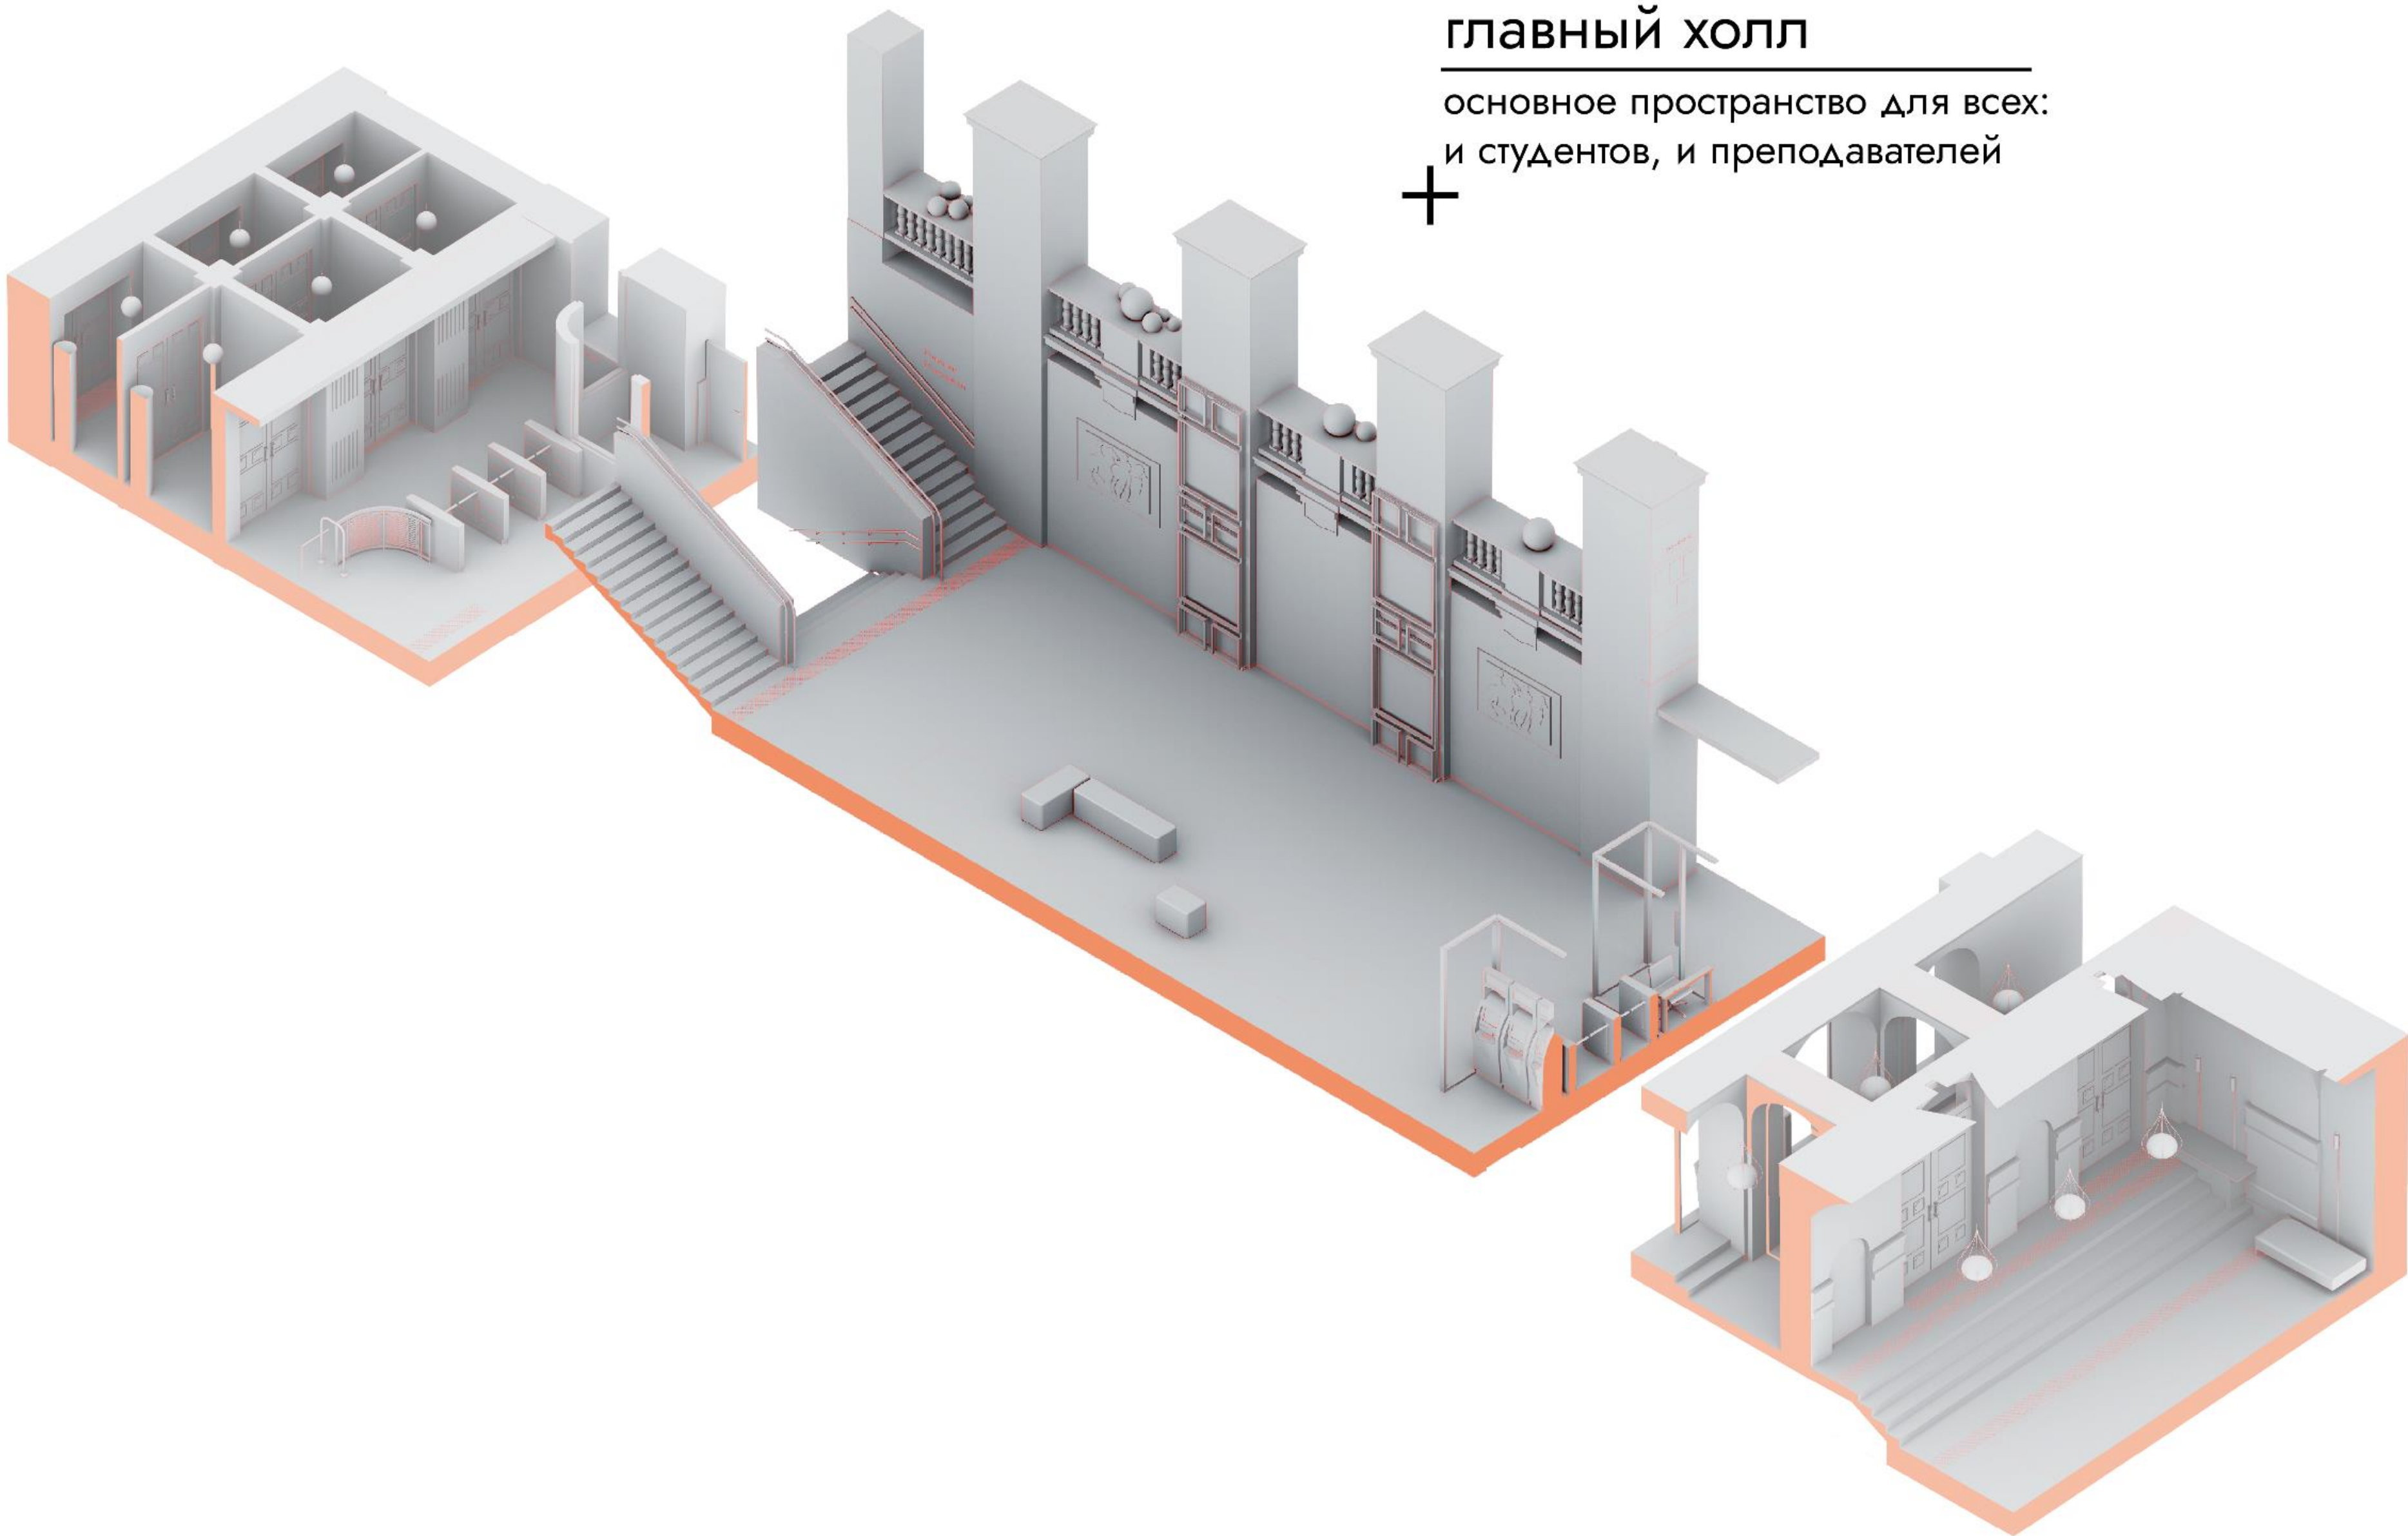 главный холл
основное пространство для всех:
и студентов, и преподавателей